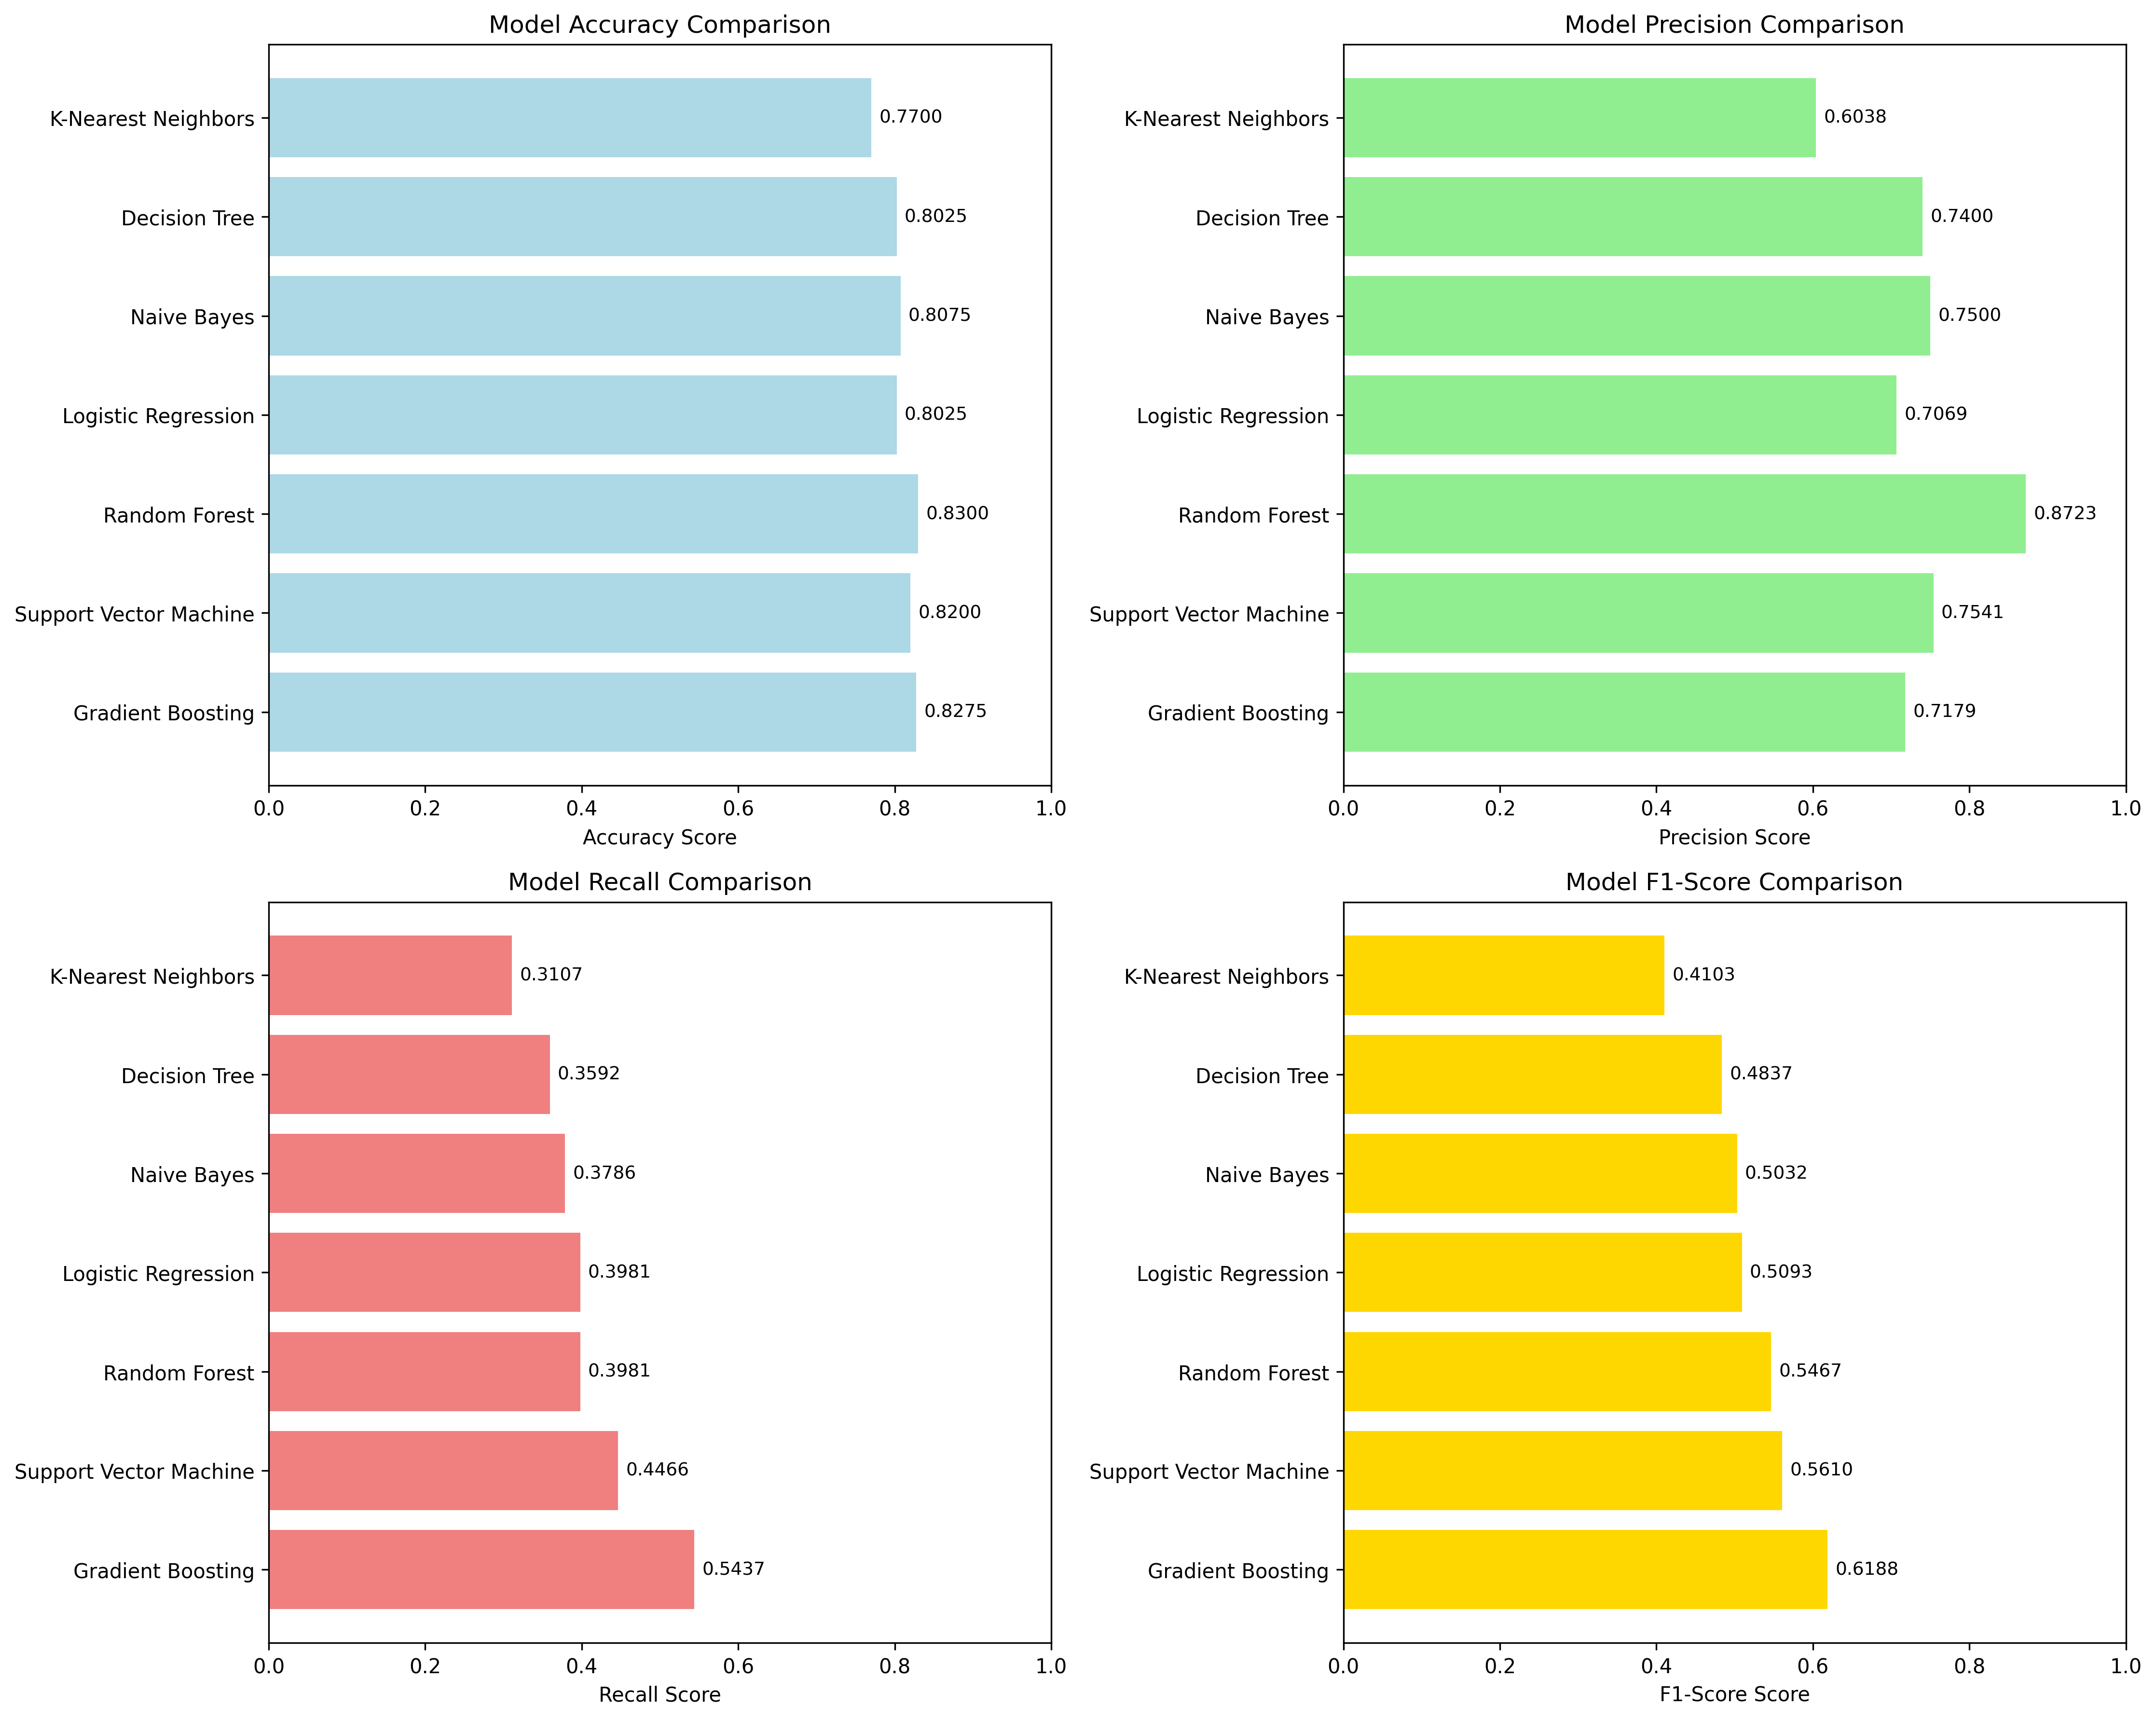 Model Accuracy Comparison
K-Nearest Neighbors
0.7700
Decision Tree
0.8025
Naive Bayes
0.8075
Logistic Regression
0.8025
Random Forest
0.8300
Support Vector Machine
0.8200
Gradient Boosting
0.8275
0.0 0.2 0.4 0.6 0.8 1.0
Accuracy Score
Model Precision Comparison
K-Nearest Neighbors
0.6038
Decision Tree
0.7400
Naive Bayes
0.7500
Logistic Regression
0.7069
Random Forest
0.8723
Support Vector Machine
0.7541
Gradient Boosting
0.7179
0.0 0.2 0.4 0.6 0.8 1.0
Precision Score
Model Recall Comparison
K-Nearest Neighbors
0.3107
Decision Tree
0.3592
Naive Bayes
0.3786
Logistic Regression
0.3981
Random Forest
0.3981
Support Vector Machine
0.4466
Gradient Boosting
0.5437
0.0 0.2 0.4 0.6 0.8 1.0
Recall Score
Model F1-Score Comparison
K-Nearest Neighbors
0.4103
Decision Tree
0.4837
Naive Bayes
0.5032
Logistic Regression
0.5093
Random Forest
0.5467
Support Vector Machine
0.5610
Gradient Boosting
0.6188
0.0 0.2 0.4 0.6 0.8 1.0
F1-Score Score